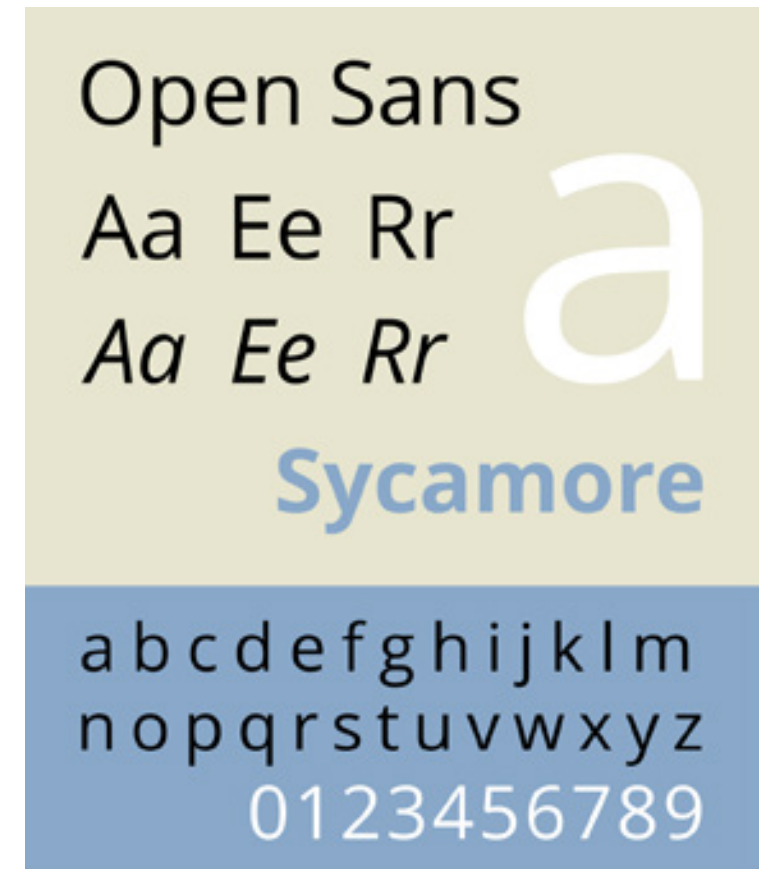 Open Sans
Aa Ee Rr
a
Aa Ee Rr
Sycamore
a b c d e f g h i j k l m
n o p q r s t u v w x y z
0123456789